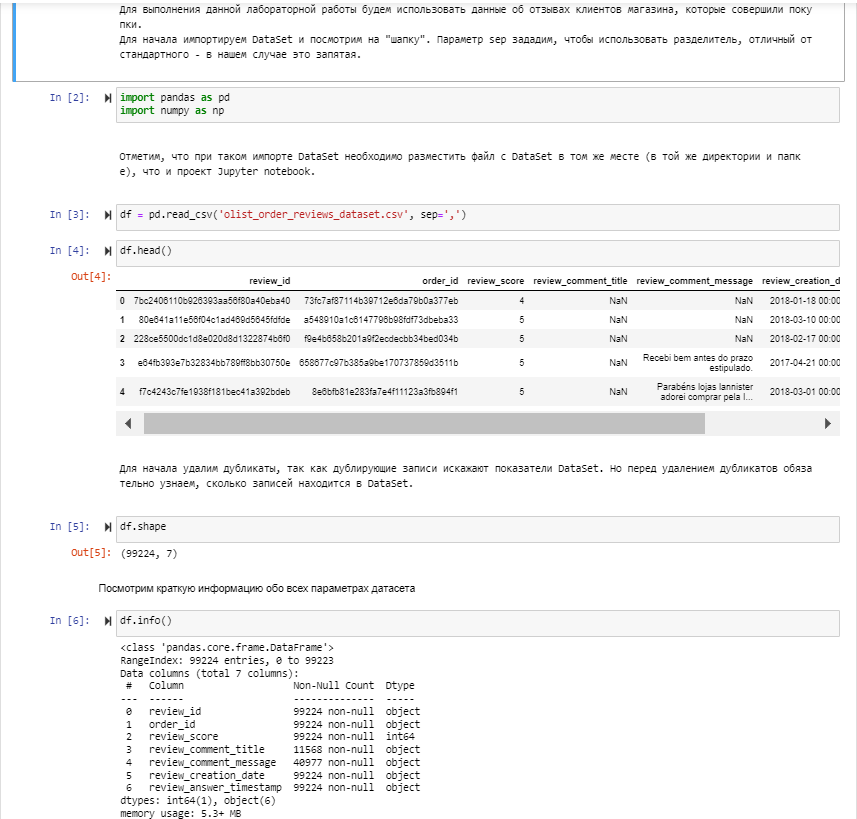 Для выполнения данной лабораторной работы будем использовать данные об отзывах клиентов магазина, которые совершили поку
пки.
Для начала импортируем DataSet и посмотрим на "шапку". Параметр sep зададим, чтобы использовать разделитель, отличный от
стандартного - в нашем случае это запятая.
In [2]: import pandas as pd
import numpy as np
Отметим, что при таком импорте DataSet необходимо разместить файл с DataSet в том же месте (в той же директории и папк
е), что и проект Jupyter notebook.
In [3]: df = pd.read_csv('olist_order_reviews_dataset.csv', sep=',')
In [4]: df.head()
Out[4]:
review_id order_id review_score review_comment_title review_comment_message review_creation_d
0 7bc2406110b926393aa56f80a40eba40 73fc7af87114b39712e6da79b0a377eb 4 NaN NaN 2018-01-18 00:00
1 80e641a11e56f04c1ad469d5645fdfde a548910a1c6147796b98fdf73dbeba33 5 NaN NaN 2018-03-10 00:00
2 228ce5500dc1d8e020d8d1322874b6f0 f9e4b658b201a9f2ecdecbb34bed034b 5 NaN NaN 2018-02-17 00:00
3 e64fb393e7b32834bb789ff8bb30750e 658677c97b385a9be170737859d3511b 5 NaN Recebi bem antes do prazo estipulado. 2017-04-21 00:00
4 f7c4243c7fe1938f181bec41a392bdeb 8e6bfb81e283fa7e4f11123a3fb894f1 5 NaN Parabéns lojas lannister adorei comprar pela I... 2018-03-01 00:00
Для начала удалим дубликаты, так как дублирующие записи искажают показатели DataSet. Но перед удалением дубликатов обяза
тельно узнаем, сколько записей находится в DataSet.
In [5]: df.shape
Out[5]: (99224, 7)
Посмотрим краткую информацию обо всех параметрах датасета
In [6]: df.info()
<class 'pandas.core.frame.DataFrame'>
RangeIndex: 99224 entries, 0 to 99223
Data columns (total 7 columns):
# Column Non-Null Count Dtype
--- ------ -------------- -----
0 review_id 99224 non-null object
1 order_id 99224 non-null object
2 review_score 99224 non-null int64
3 review_comment_title 11568 non-null object
4 review_comment_message 40977 non-null object
5 review_creation_date 99224 non-null object
6 review_answer_timestamp 99224 non-null object
dtypes: int64(1), object(6)
memory usage: 5.3+ MB